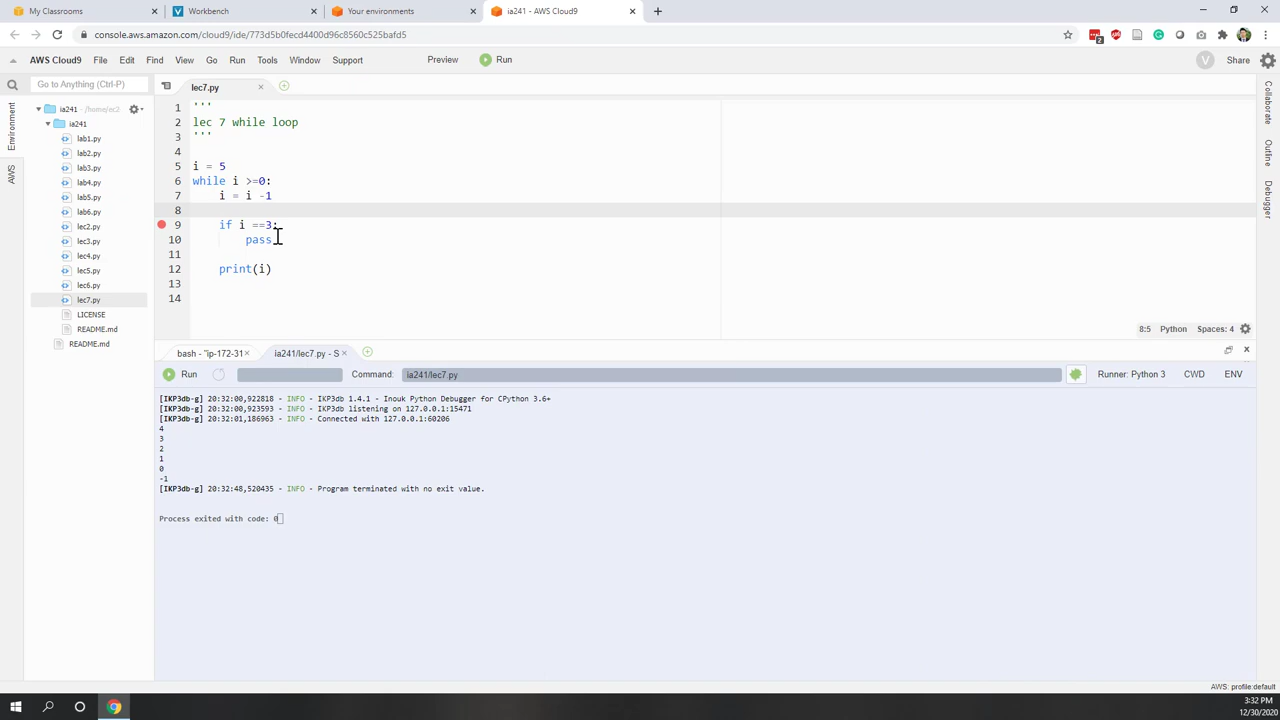 My Classrooms
Workbench
Your environments
ia241 - AWS Cloud9
console.aws.amazon.com/cloud9/ide/773d5b0fecd4400d96c8560c525bafd5
2
AWS Cloud9 File Edit Find View Go Run Tools Window Support Preview Run V Share
Go to Anything (Ctrl-P)
lec7.py
Environment
AWS
ia241 - /home/ec2
ia241
lab1.py
lab2.py
lab3.py
lab4.py
lab5.py
lab6.py
lec2.py
lec3.py
lec4.py
lec5.py
lec6.py
lec7.py
LICENSE
README.md
README.md
1 '''
2 lec 7 while loop
3 '''
4
5 i = 5
6 while i >=0:
7 i = i -1
8
9 if i ==3:
10 pass
11
12 print(i)
13
14
8:5 Python Spaces: 4
Collaborate
Outline
Debugger
bash - "ip-172-31
ia241/lec7.py - S
Run Command: ia241/lec7.py Runner: Python 3 CWD ENV
[IKP3db-g] 20:32:00,922818 - INFO - IKP3db 1.4.1 - Inouk Python Debugger for CPython 3.6+
[IKP3db-g] 20:32:00,923593 - INFO - IKP3db listening on 127.0.0.1:15471
[IKP3db-g] 20:32:01,186963 - INFO - Connected with 127.0.0.1:60206
4
3
2
1
0
-1
[IKP3db-g] 20:32:48,520435 - INFO - Program terminated with no exit value.
Process exited with code: 0
AWS: profile:default
3:32 PM
12/30/2020